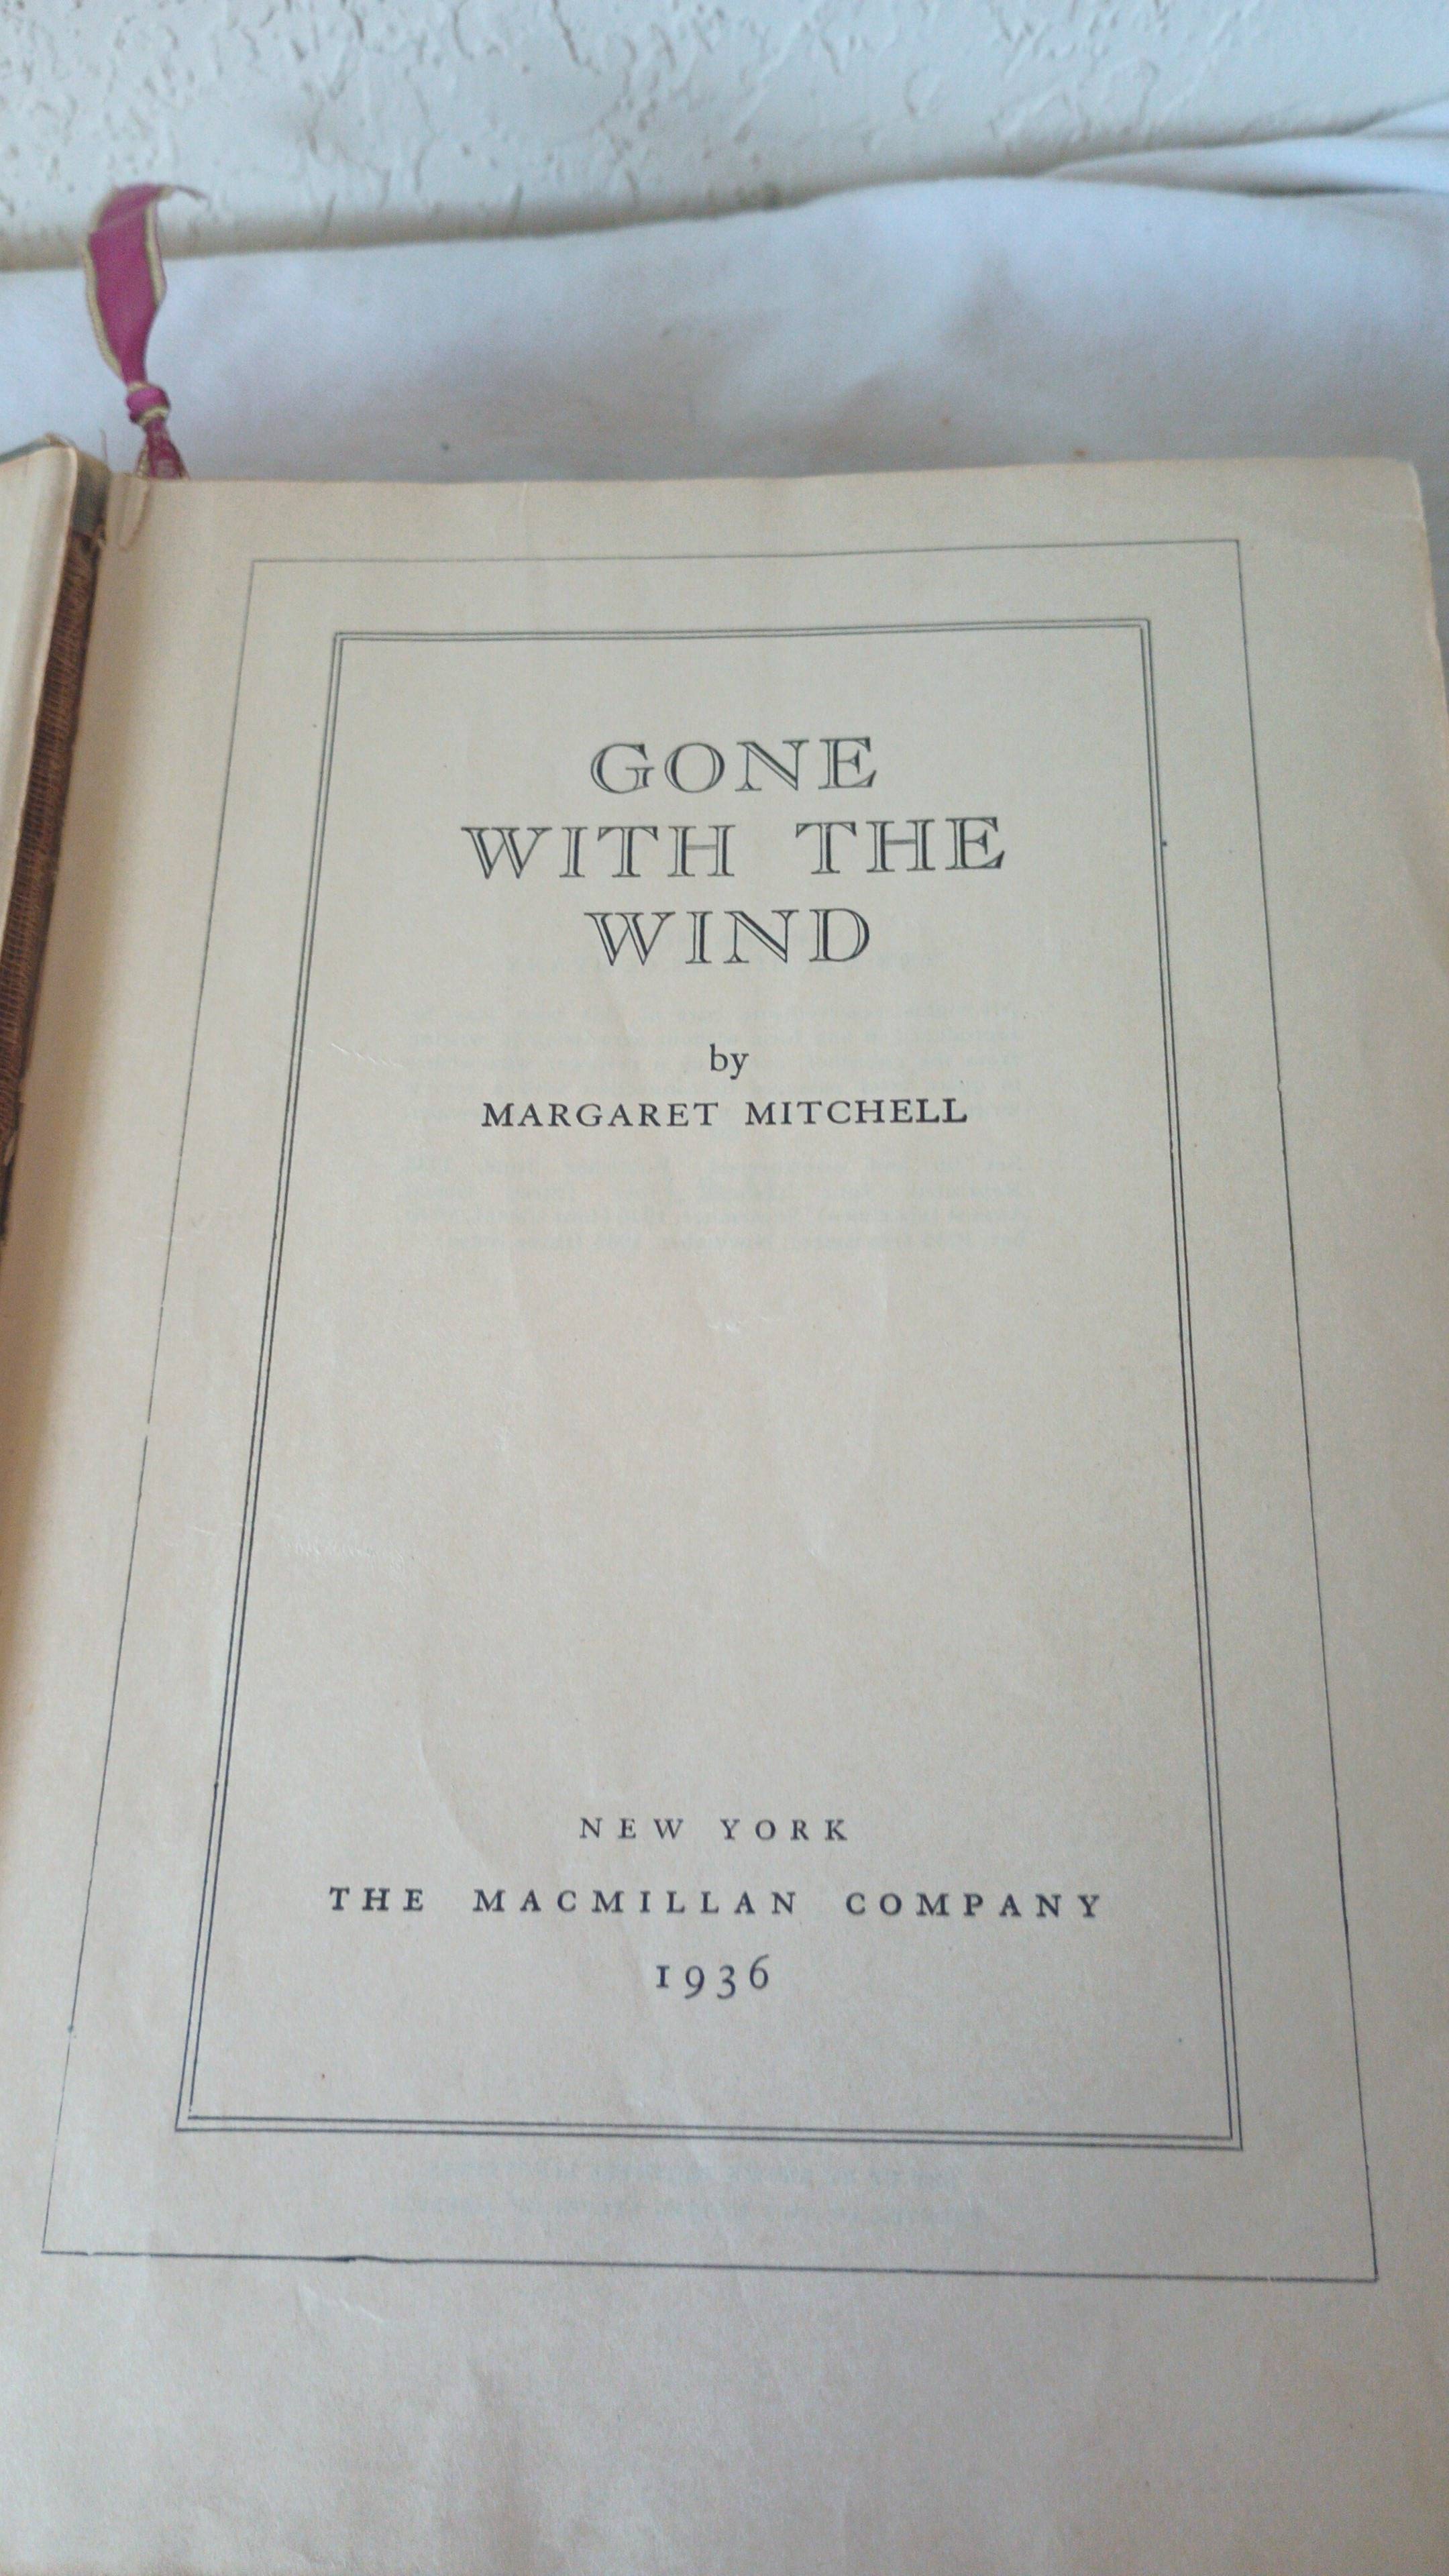 GONE
WITH THE
WIND
by
MARGARET MITCHELL
NEW YORK
THE MACMILLAN COMPANY
1936